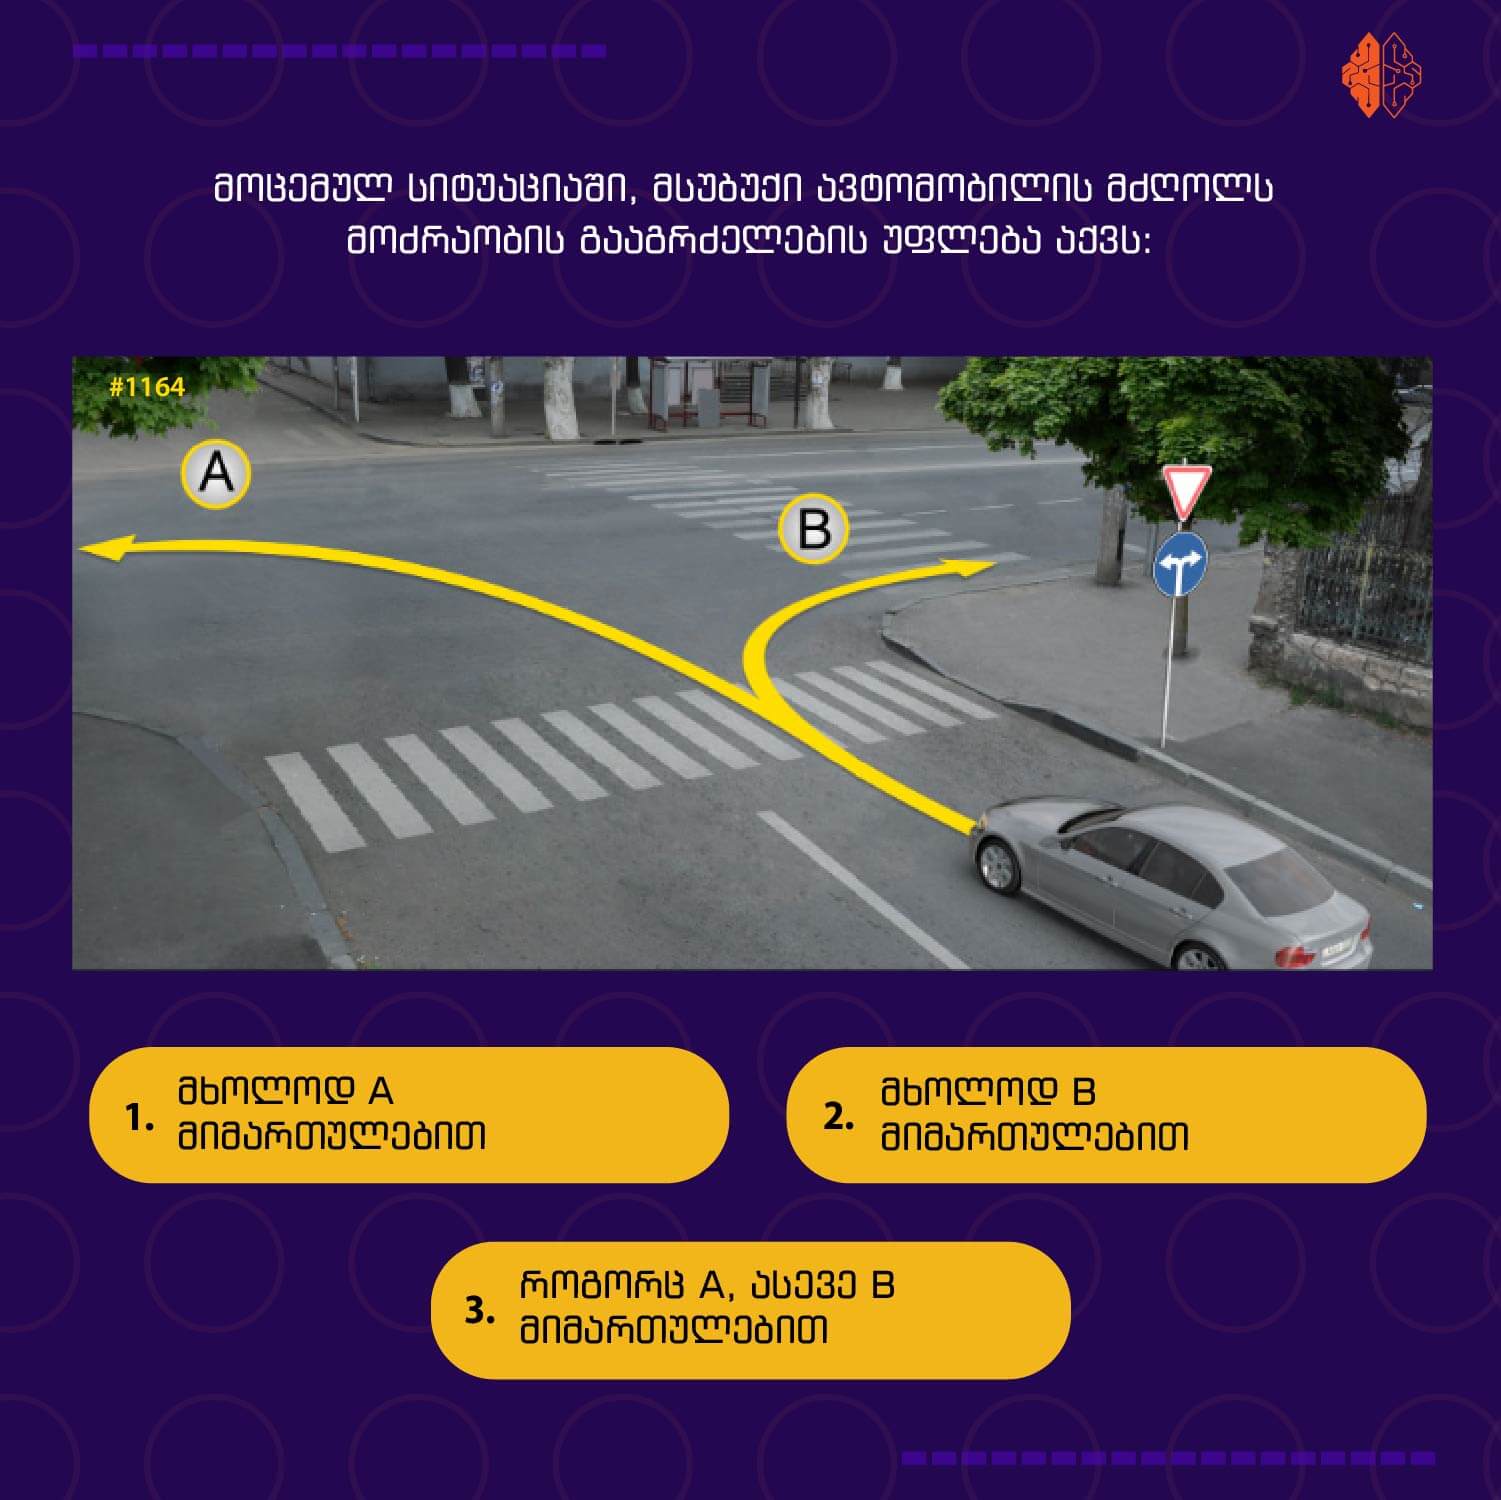 მოცემულ სიტუაციაში, მსუბუქი ავტომობილის მძღოლს
მოძრაობის გააგრძელების უფლება აქვს:
#1164
A
B
1. მხოლოდ A
მიმართულებით
2. მხოლოდ B
მიმართულებით
3. როგორც A, ასევე B
მიმართულებით